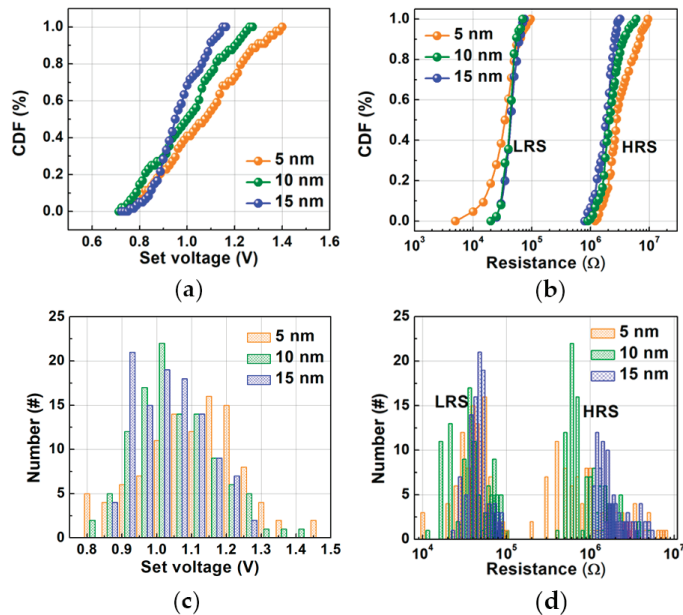 1.0
0.8
0.6
0.4
0.2
0.0
CDF (%)
5 nm
10 nm
15 nm
0.6 0.8 1.0 1.2 1.4 1.6
Set voltage (V)
(a)
1.0
0.8
0.6
0.4
0.2
0.0
CDF (%)
5 nm
10 nm
15 nm
LRS HRS
10³ 10⁴ 10⁵ 10⁶ 10⁷
Resistance (Ω)
(b)
25
20
15
10
5
0
Number (#)
5 nm
10 nm
15 nm
0.8 0.9 1.0 1.1 1.2 1.3 1.4 1.5
Set voltage (V)
(c)
25
20
15
10
5
0
Number (#)
5 nm
10 nm
15 nm
LRS HRS
10⁴ 10⁵ 10⁶ 10⁷
Resistance (Ω)
(d)